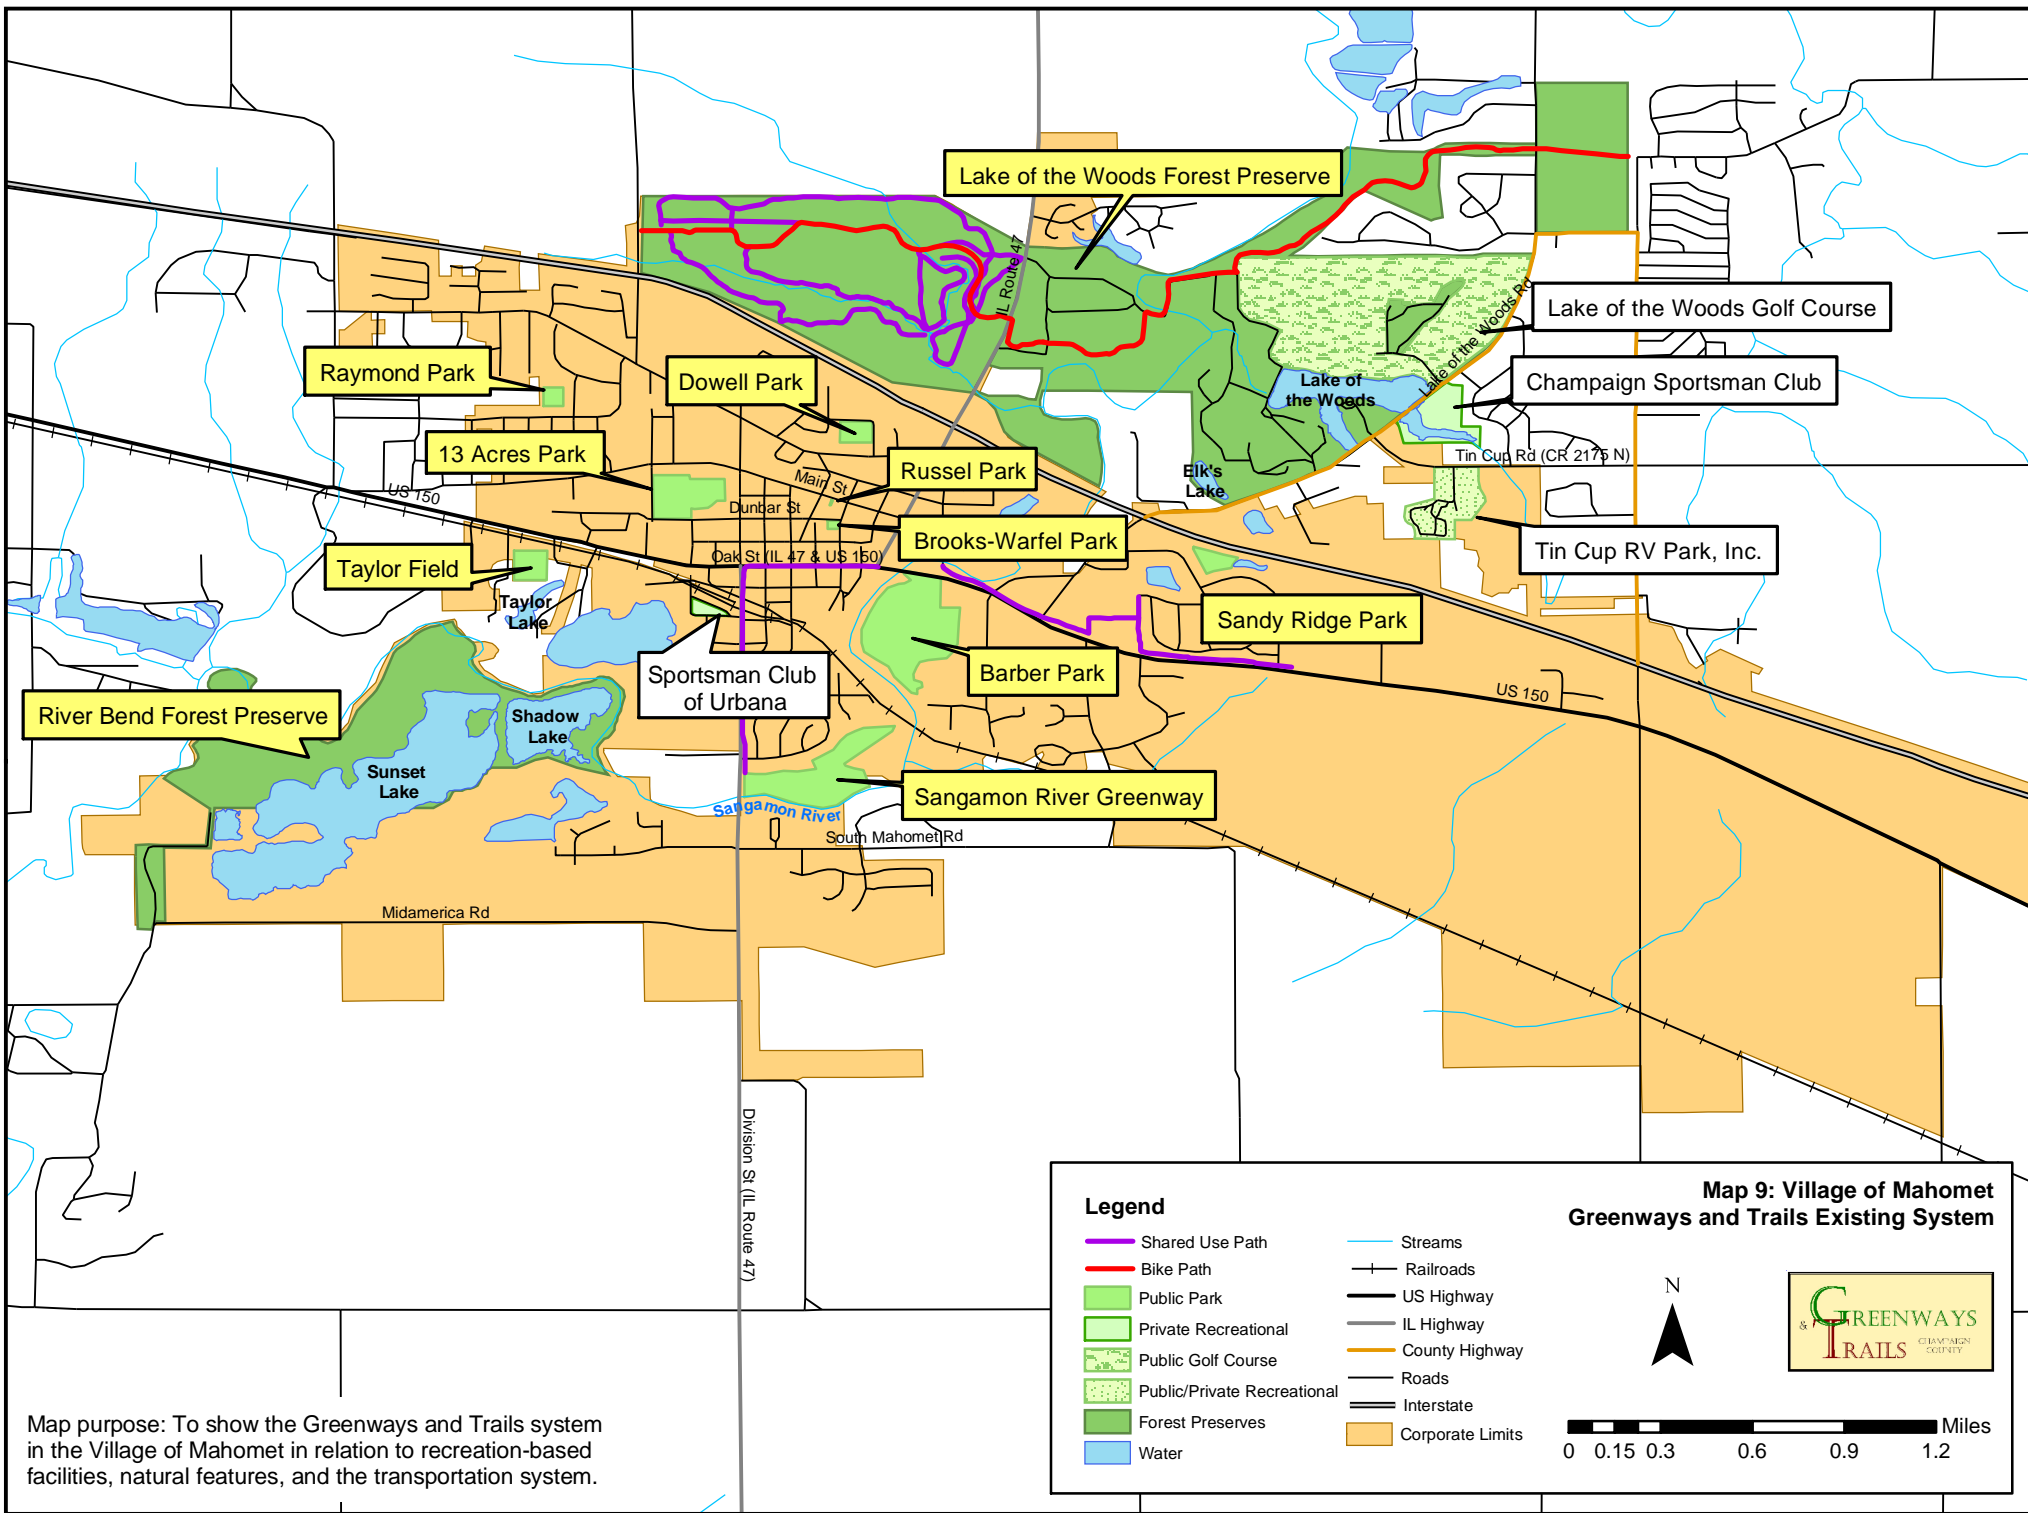 Lake of the Woods Forest Preserve
IL Route 47
Lake of the Woods Golf Course
Lake of the Woods Rd
Raymond Park
Dowell Park
Champaign Sportsman Club
Lake of
the Woods
13 Acres Park
Russel Park
Tin Cup Rd (CR 2175 N)
Main St
Elk's
Lake
US 150
Dunbar St
Brooks-Warfel Park
Tin Cup RV Park, Inc.
Oak St (IL 47 & US 150)
Taylor Field
Taylor
Lake
Sandy Ridge Park
Sportsman Club
of Urbana
Barber Park
US 150
River Bend Forest Preserve
Shadow
Lake
Sunset
Lake
Sangamon River Greenway
Sangamon River
South Mahomet Rd
Midamerica Rd
Division St (IL Route 47)
Map 9: Village of Mahomet
Greenways and Trails Existing System
Legend
Shared Use Path
Bike Path
Public Park
Private Recreational
Public Golf Course
Public/Private Recreational
Forest Preserves
Water
Streams
Railroads
US Highway
IL Highway
County Highway
Roads
Interstate
Corporate Limits
N
GREENWAYS
& TRAILS
CHAMPAIGN
COUNTY
Miles
0 0.15 0.3 0.6 0.9 1.2
Map purpose: To show the Greenways and Trails system
in the Village of Mahomet in relation to recreation-based
facilities, natural features, and the transportation system.